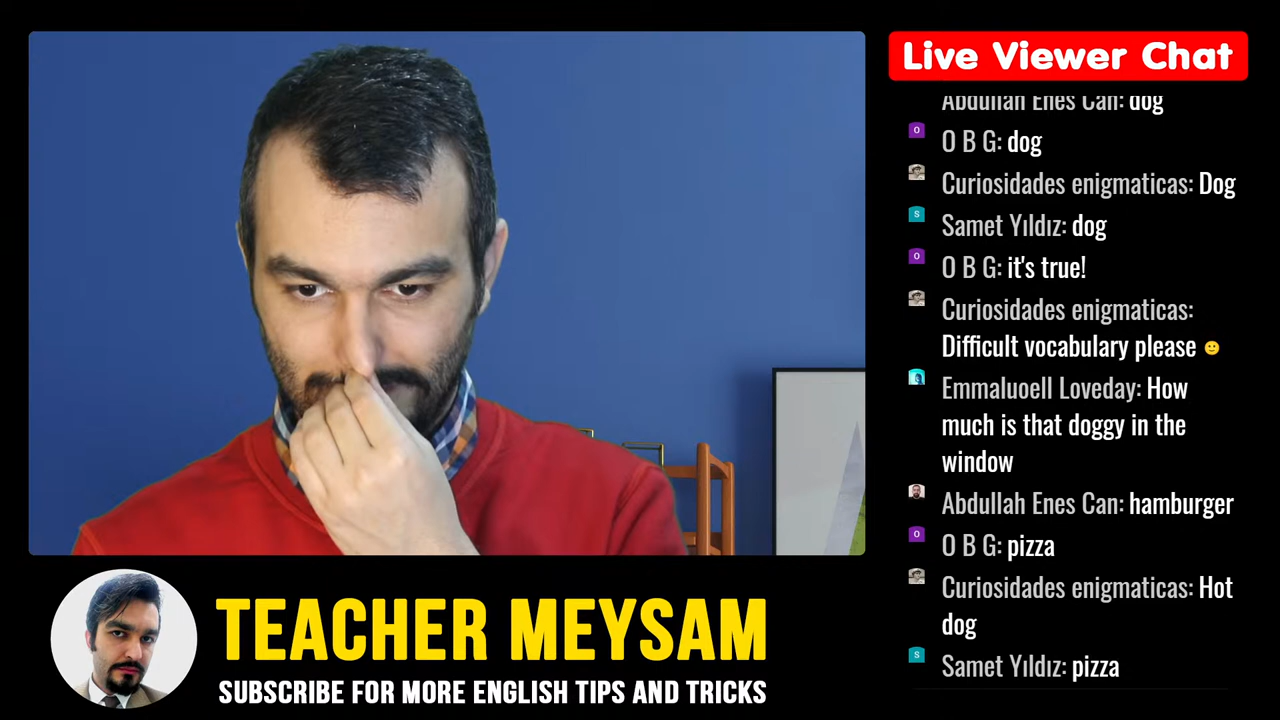 Live Viewer Chat
Abdullah Enes Can: dog
O B G: dog
Curiosidades enigmaticas: Dog
Samet Yıldız: dog
O B G: it's true!
Curiosidades enigmaticas:
Difficult vocabulary please 🙂
Emmaluoell Loveday: How
much is that doggy in the
window
Abdullah Enes Can: hamburger
O B G: pizza
Curiosidades enigmaticas: Hot
dog
Samet Yıldız: pizza
TEACHER MEYSAM
SUBSCRIBE FOR MORE ENGLISH TIPS AND TRICKS